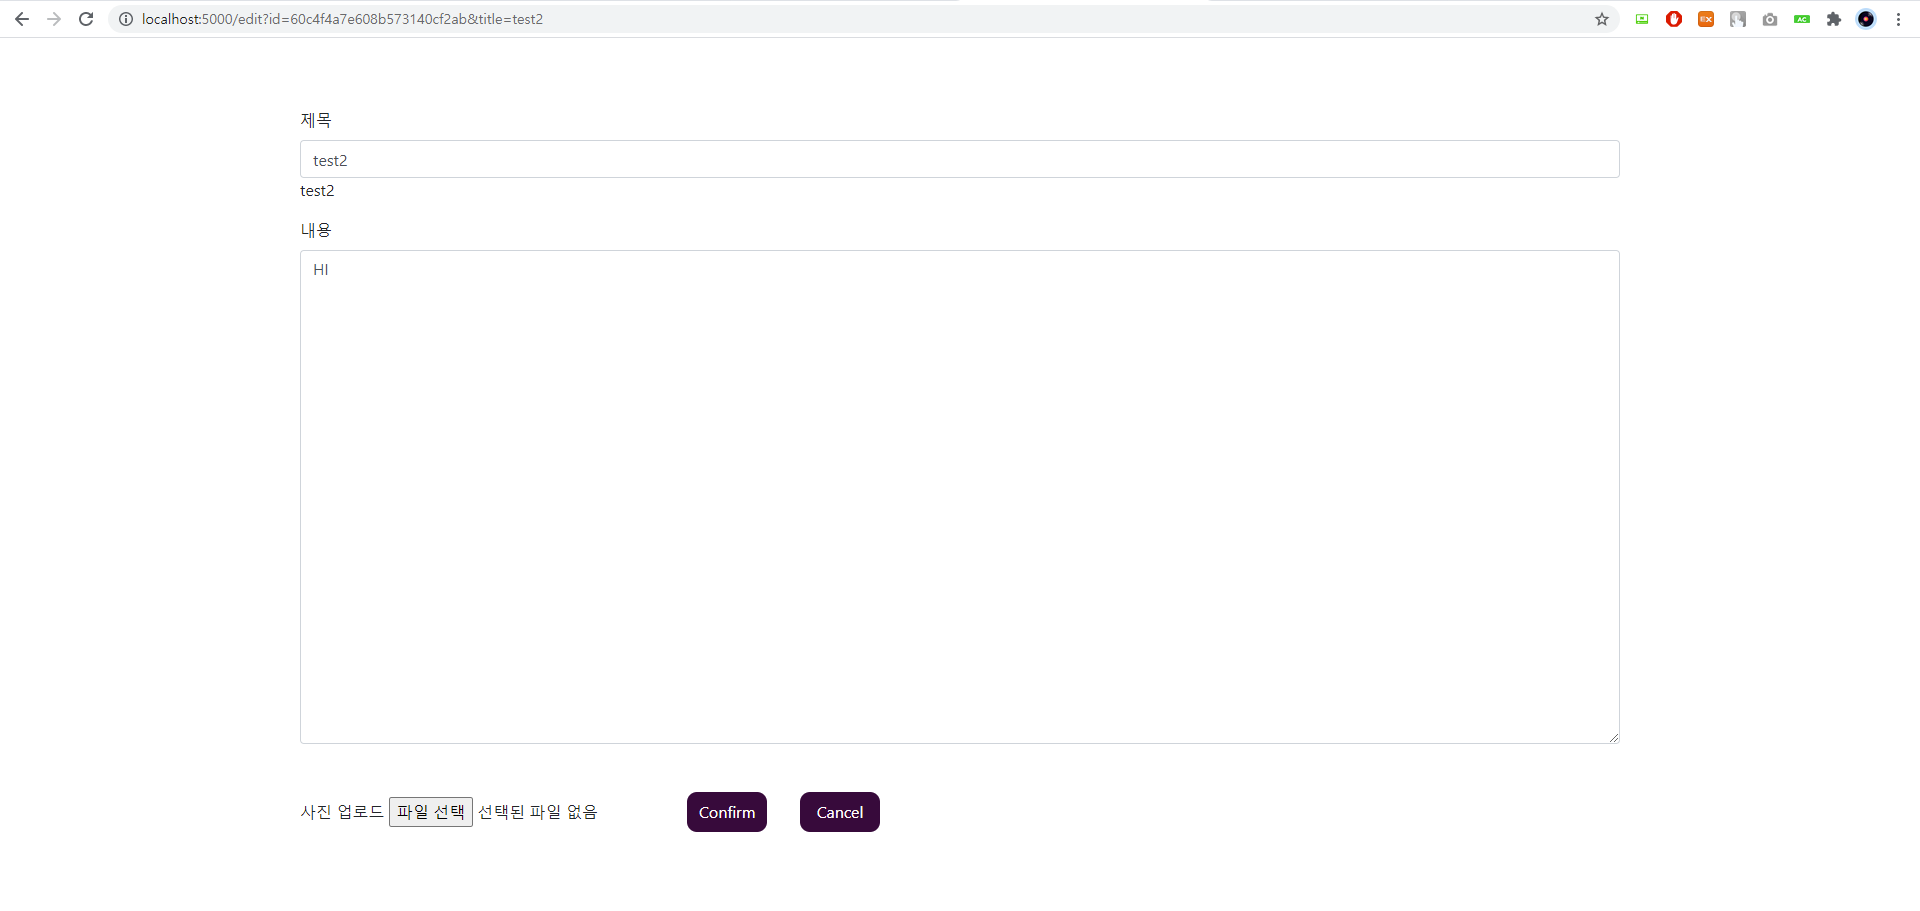 localhost:5000/edit?id=60c4f4a7e608b573140cf2ab&title=test2
제목
test2
test2
내용
HI
사진 업로드 파일 선택 선택된 파일 없음 Confirm Cancel